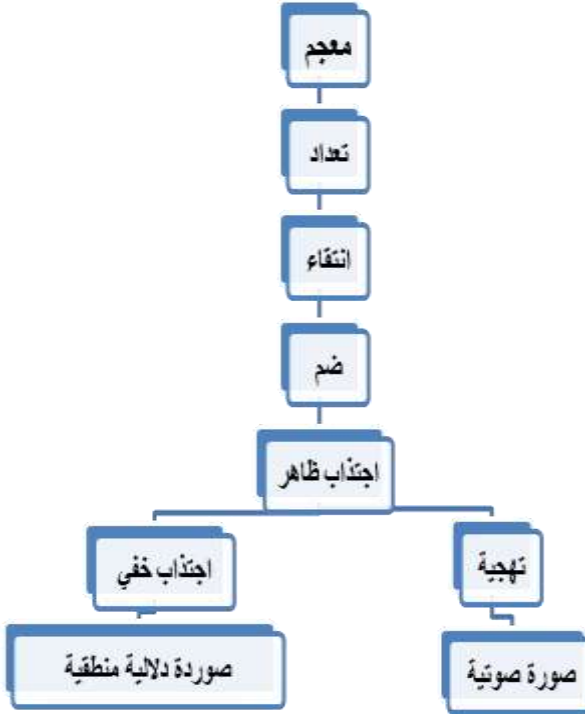 معجم
تعداد
انتقاء
ضم
اجتذاب ظاهر
تهجية
اجتذاب خفي
صورة صوتية
صوردة دلالية منطقية